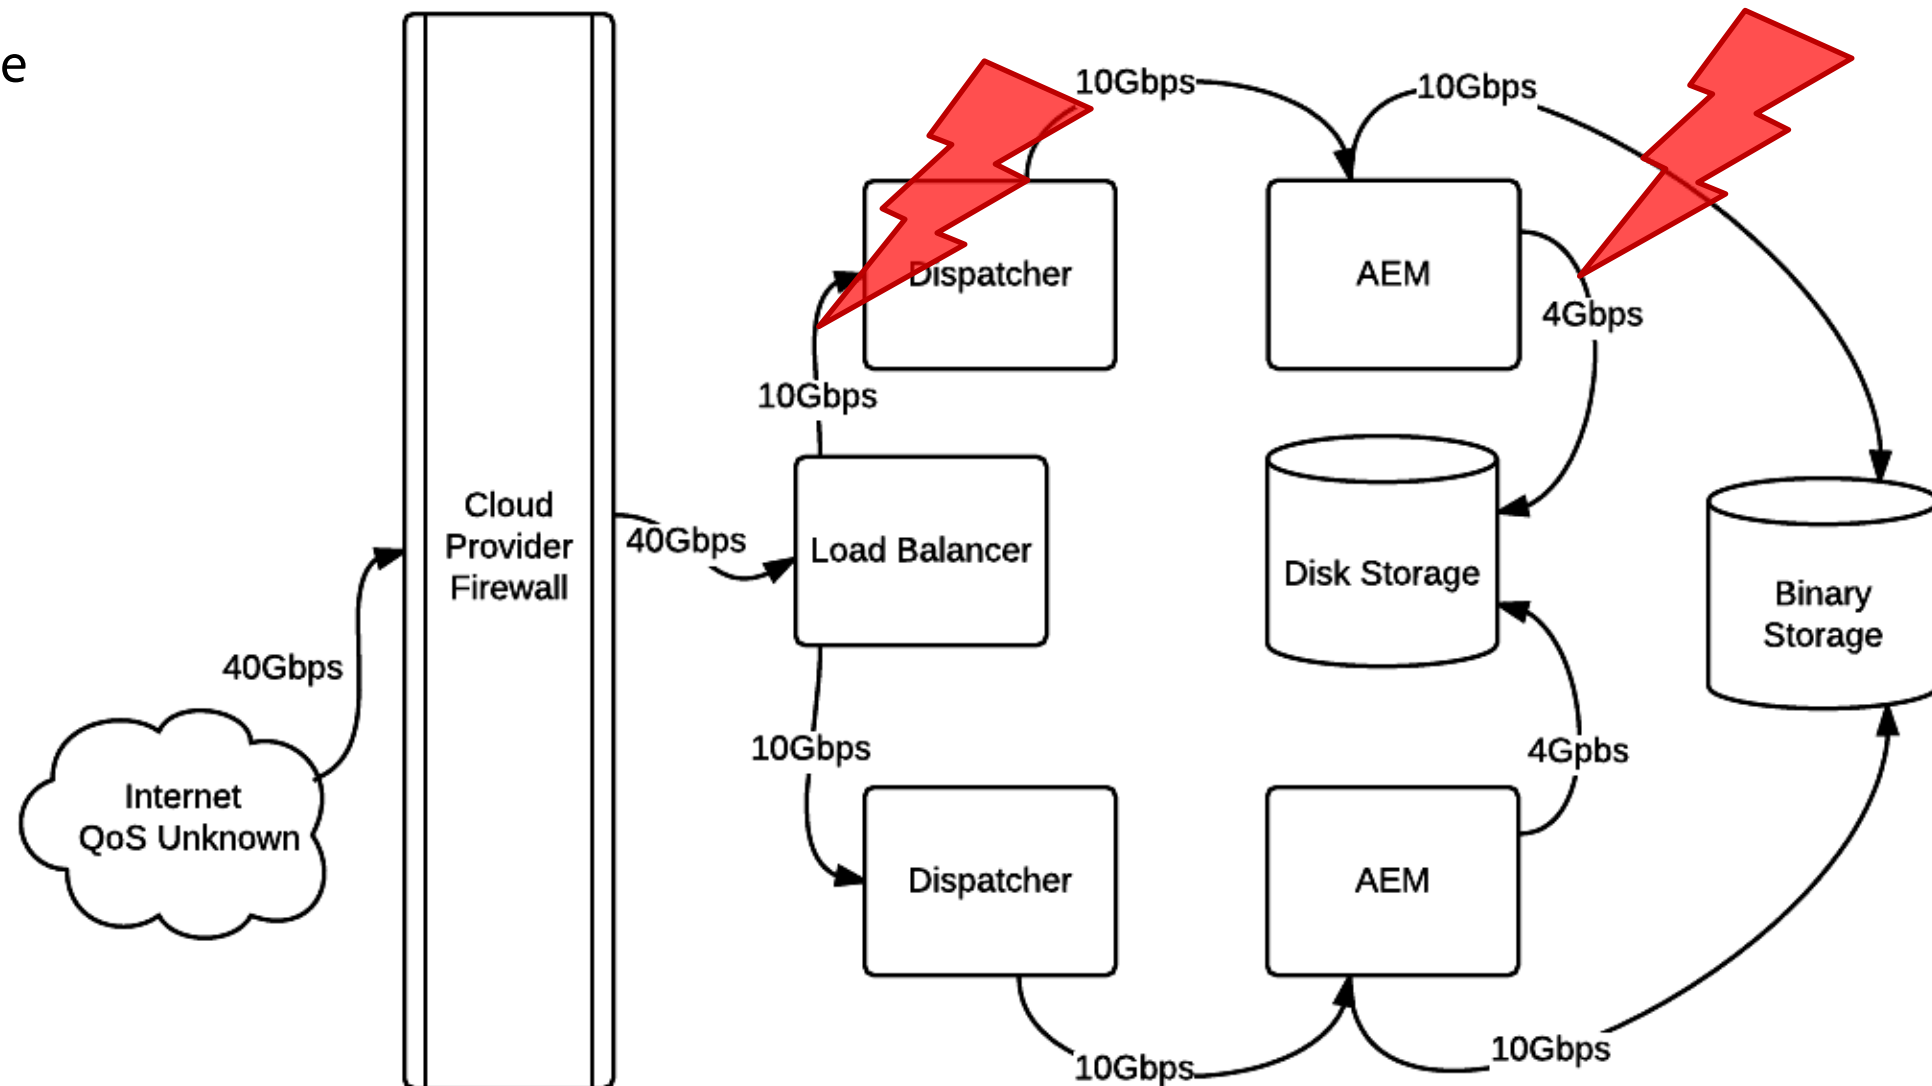 e
10Gbps
10Gbps
Dispatcher
AEM
4Gbps
10Gbps
Cloud
Provider
Firewall
40Gbps
Load Balancer
Disk Storage
Binary
Storage
40Gbps
10Gbps
4Gpbs
Internet
QoS Unknown
Dispatcher
AEM
10Gbps
10Gbps